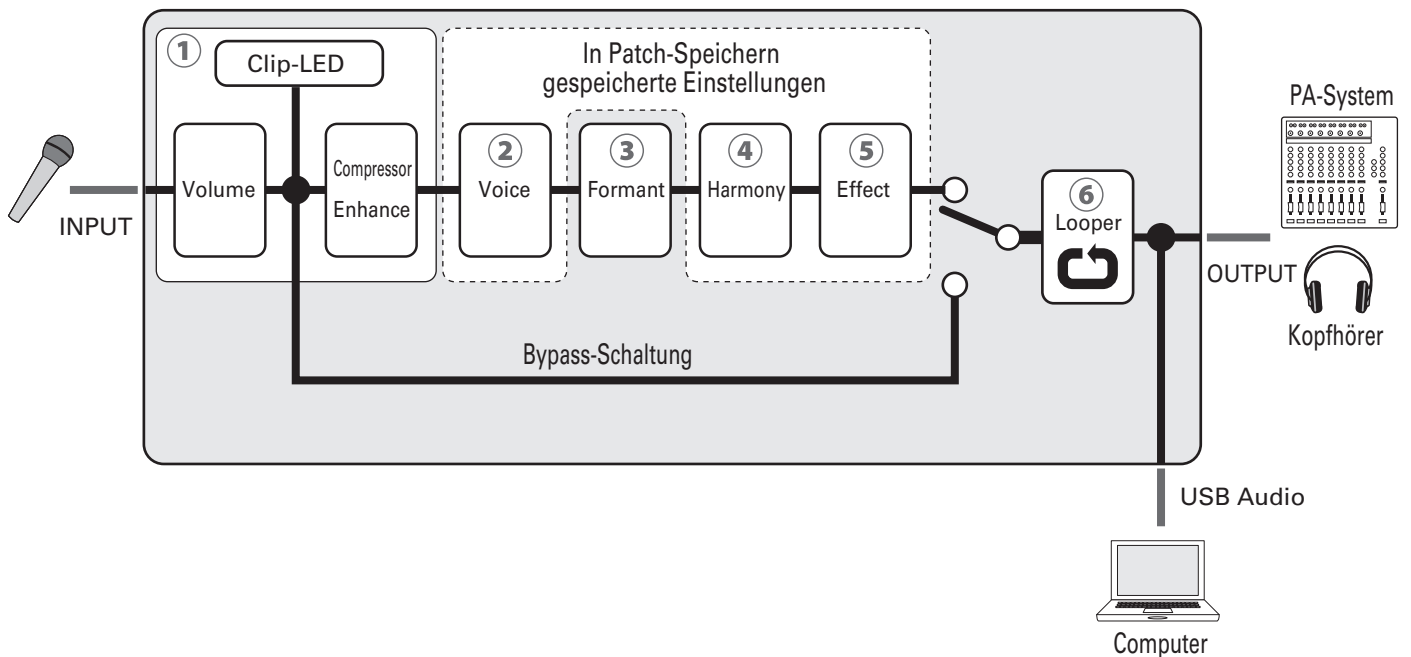 ①
Clip-LED
In Patch-Speichern
gespeicherte Einstellungen
PA-System
INPUT
Volume
Compressor
Enhance
②
Voice
③
Formant
④
Harmony
⑤
Effect
⑥
Looper
OUTPUT
Kopfhörer
Bypass-Schaltung
USB Audio
Computer